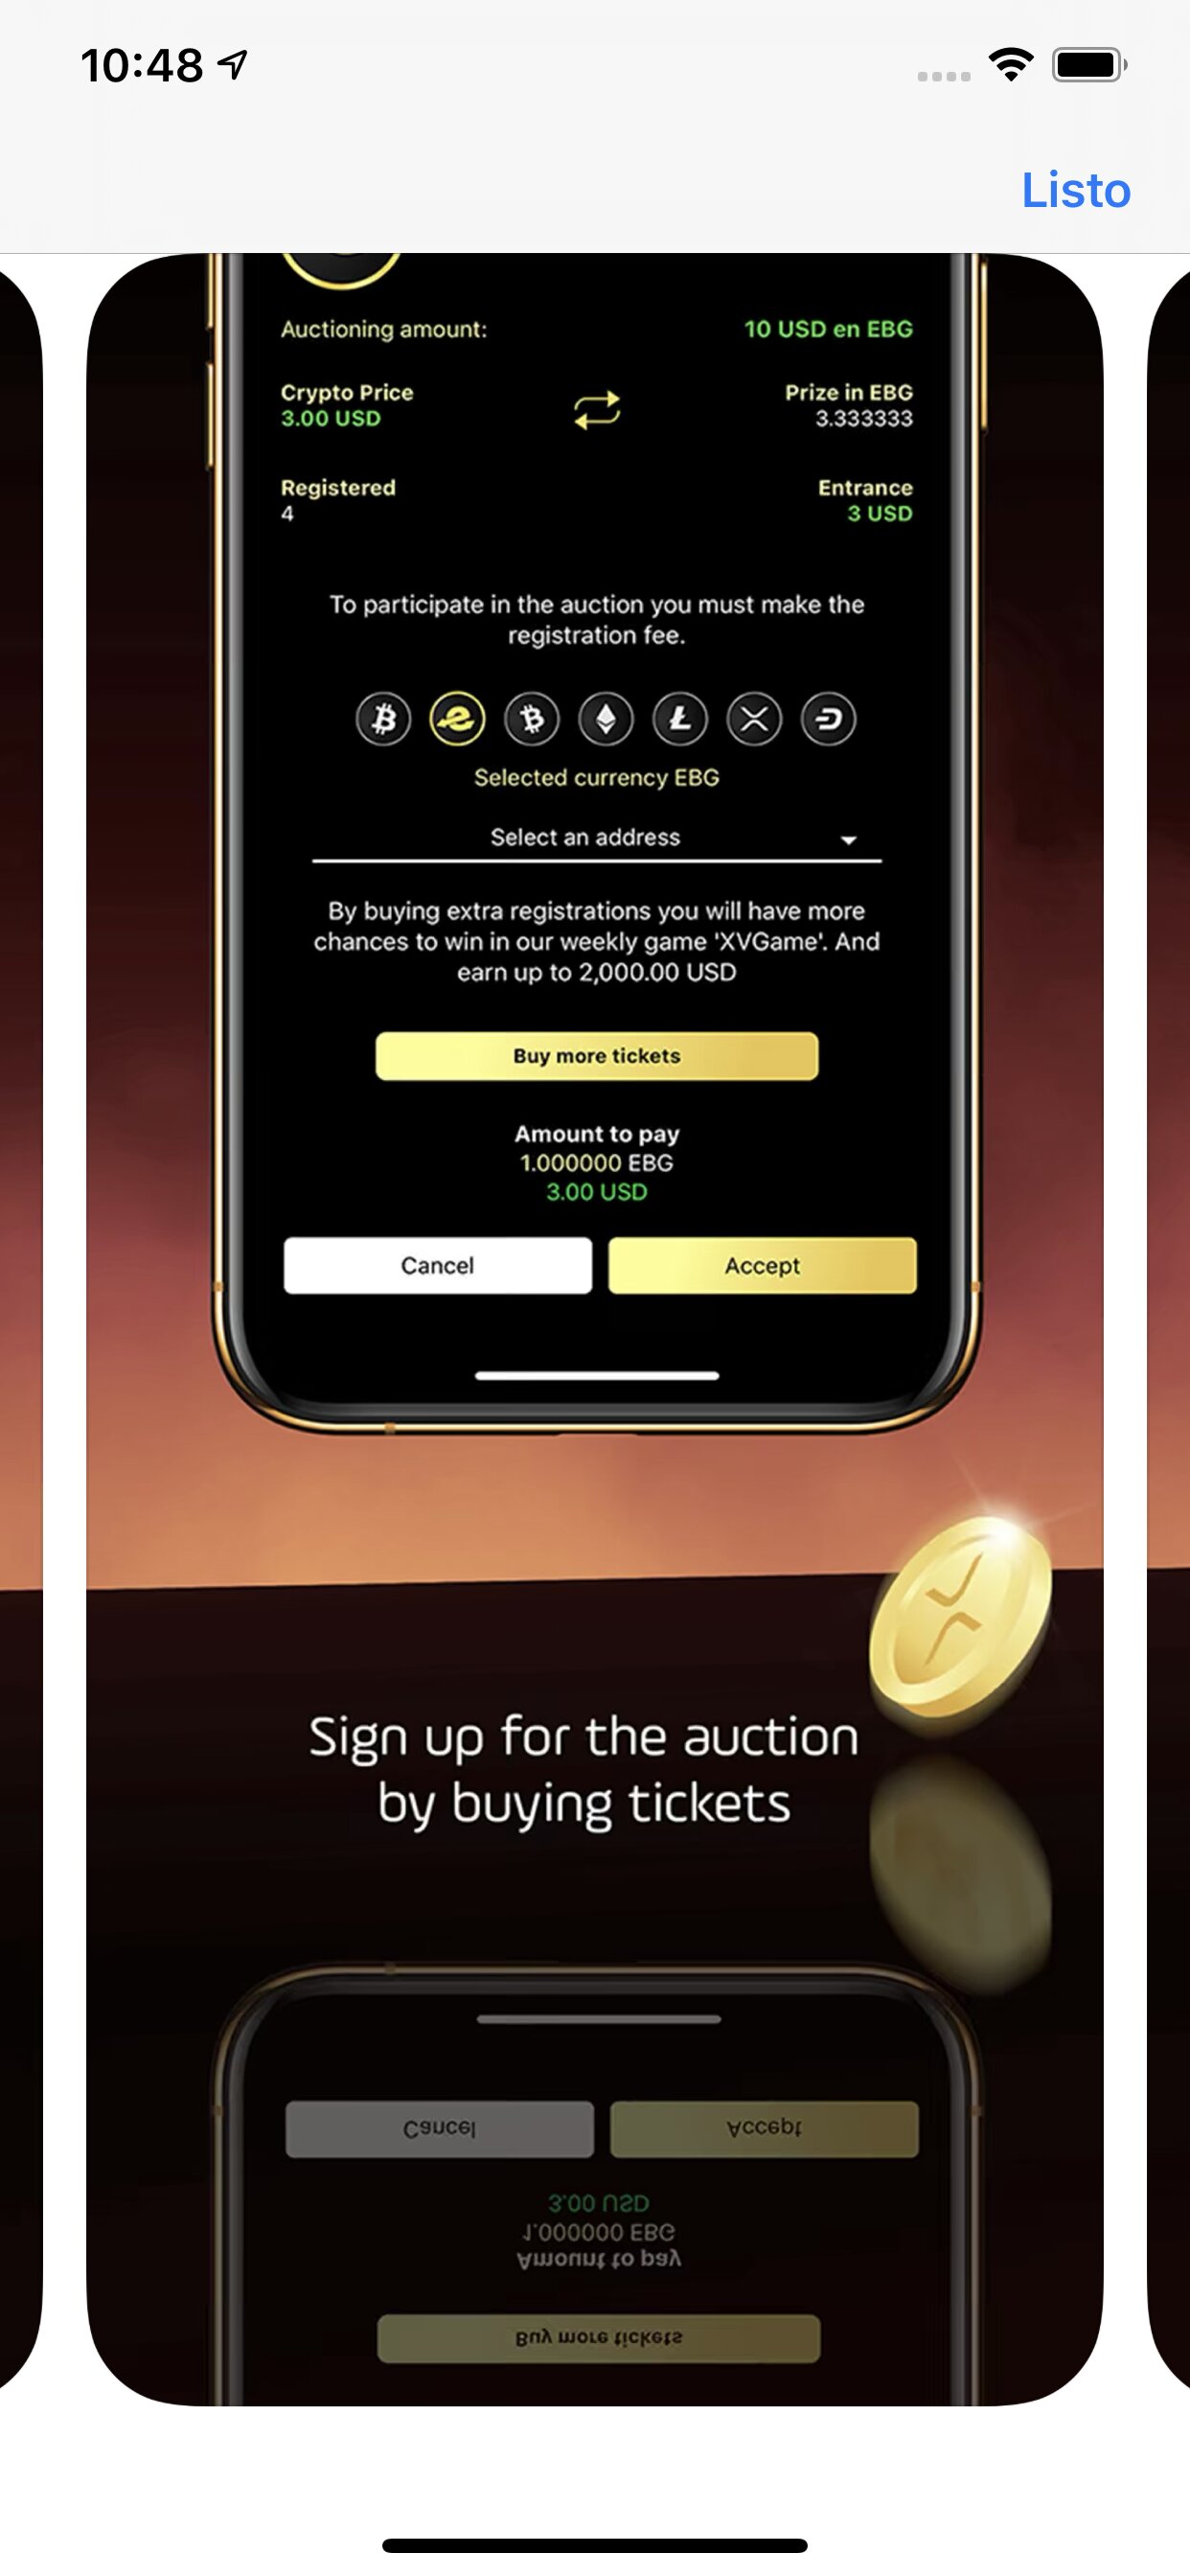 10:48
Listo
Auctioning amount: 10 USD en EBG
Crypto Price Prize in EBG
3.00 USD 3.333333
Registered Entrance
4 3 USD
To participate in the auction you must make the
registration fee.
Selected currency EBG
Select an address
By buying extra registrations you will have more
chances to win in our weekly game 'XVGame'. And
earn up to 2,000.00 USD
Buy more tickets
Amount to pay
1.000000 EBG
3.00 USD
Cancel Accept
Sign up for the auction
by buying tickets
Cancel Accept
3.00 USD
1.000000 EBG
Amount to pay
Buy more tickets